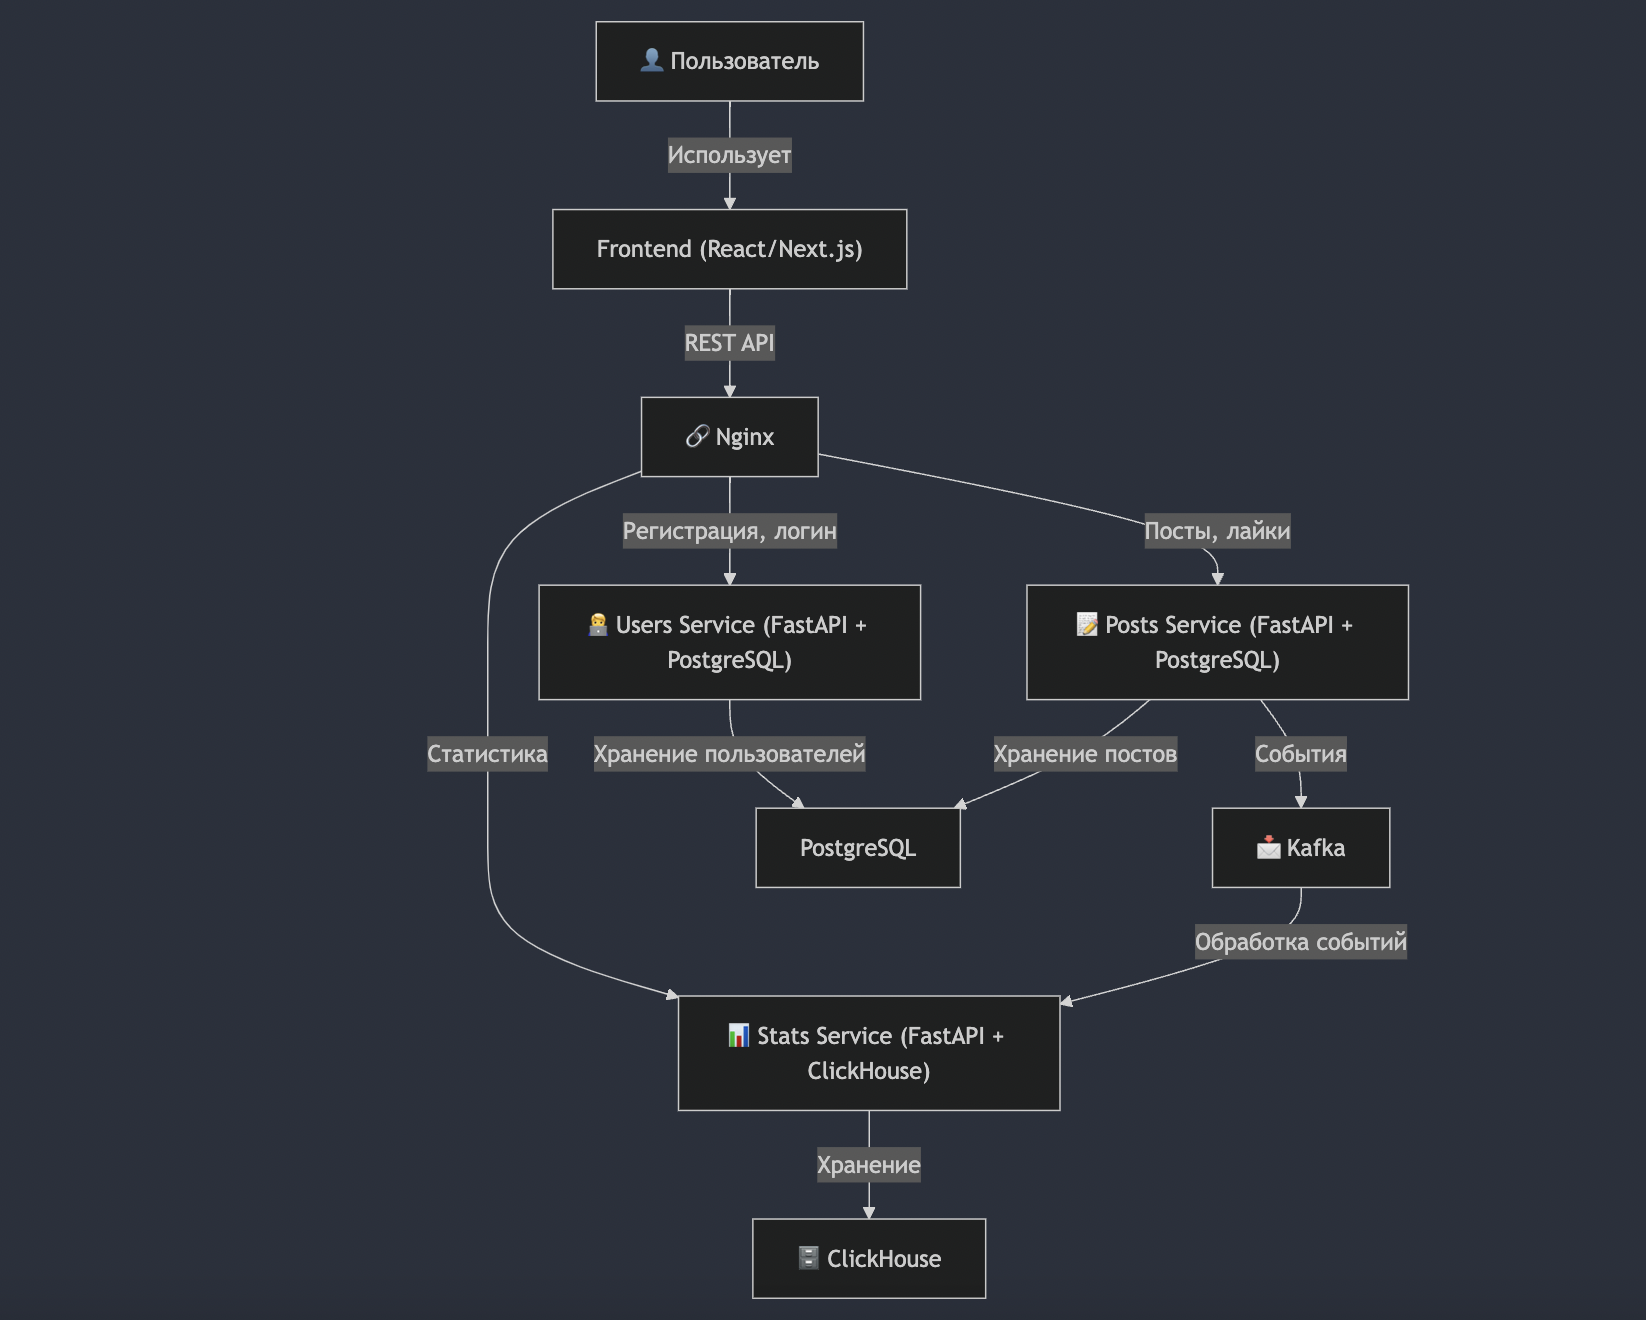 👤 Пользователь
Использует
Frontend (React/Next.js)
REST API
🔗 Nginx
Регистрация, логин
Посты, лайки
🧑‍💻 Users Service (FastAPI +
PostgreSQL)
📝 Posts Service (FastAPI +
PostgreSQL)
Статистика
Хранение пользователей
Хранение постов
События
PostgreSQL
📩 Kafka
Обработка событий
📊 Stats Service (FastAPI +
ClickHouse)
Хранение
🗄️ ClickHouse